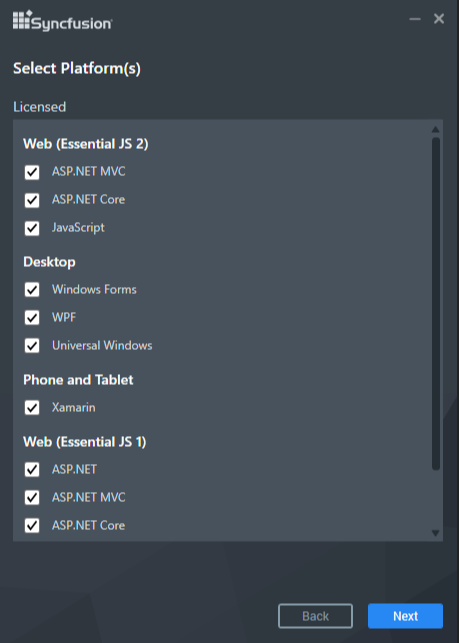 Syncfusion
Select Platform(s)
Licensed
Web (Essential JS 2)
ASP.NET MVC
ASP.NET Core
JavaScript
Desktop
Windows Forms
WPF
Universal Windows
Phone and Tablet
Xamarin
Web (Essential JS 1)
ASP.NET
ASP.NET MVC
ASP.NET Core
Back
Next